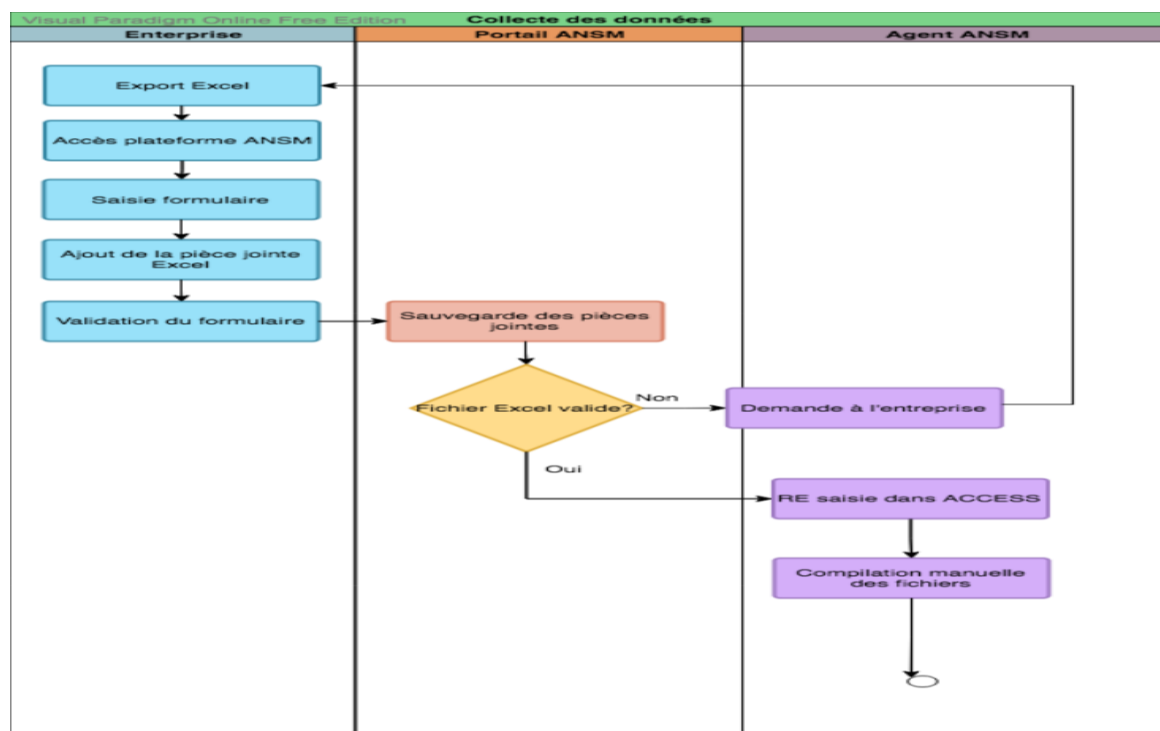 Visual Paradigm Online Free Edition
Collecte des données
Enterprise
Portail ANSM
Agent ANSM
Export Excel
Accès plateforme ANSM
Saisie formulaire
Ajout de la pièce jointe
Excel
Validation du formulaire
Sauvegarde des pièces
jointes
Fichier Excel valide?
Non
Demande à l'entreprise
Oui
RE saisie dans ACCESS
Compilation manuelle
des fichiers